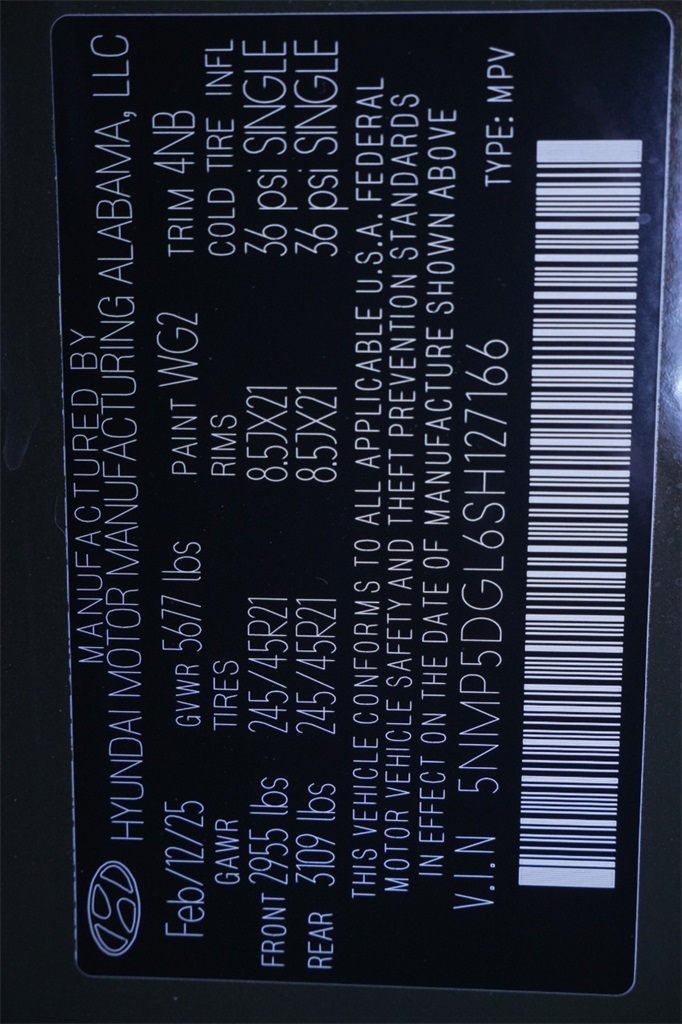 MANUFACTURED BY
HYUNDAI MOTOR MANUFACTURING ALABAMA, LLC
Feb/12/25 GVWR 5677 lbs PAINT WG2 TRIM 4NB
GAWR TIRES RIMS COLD TIRE INFL
FRONT 2955 lbs 245/45R21 8.5JX21 36 psi SINGLE
REAR 3109 lbs 245/45R21 8.5JX21 36 psi SINGLE
THIS VEHICLE CONFORMS TO ALL APPLICABLE U.S.A. FEDERAL
MOTOR VEHICLE SAFETY AND THEFT PREVENTION STANDARDS
IN EFFECT ON THE DATE OF MANUFACTURE SHOWN ABOVE
V.I.N 5NMP5DGL6SH127166 TYPE: MPV